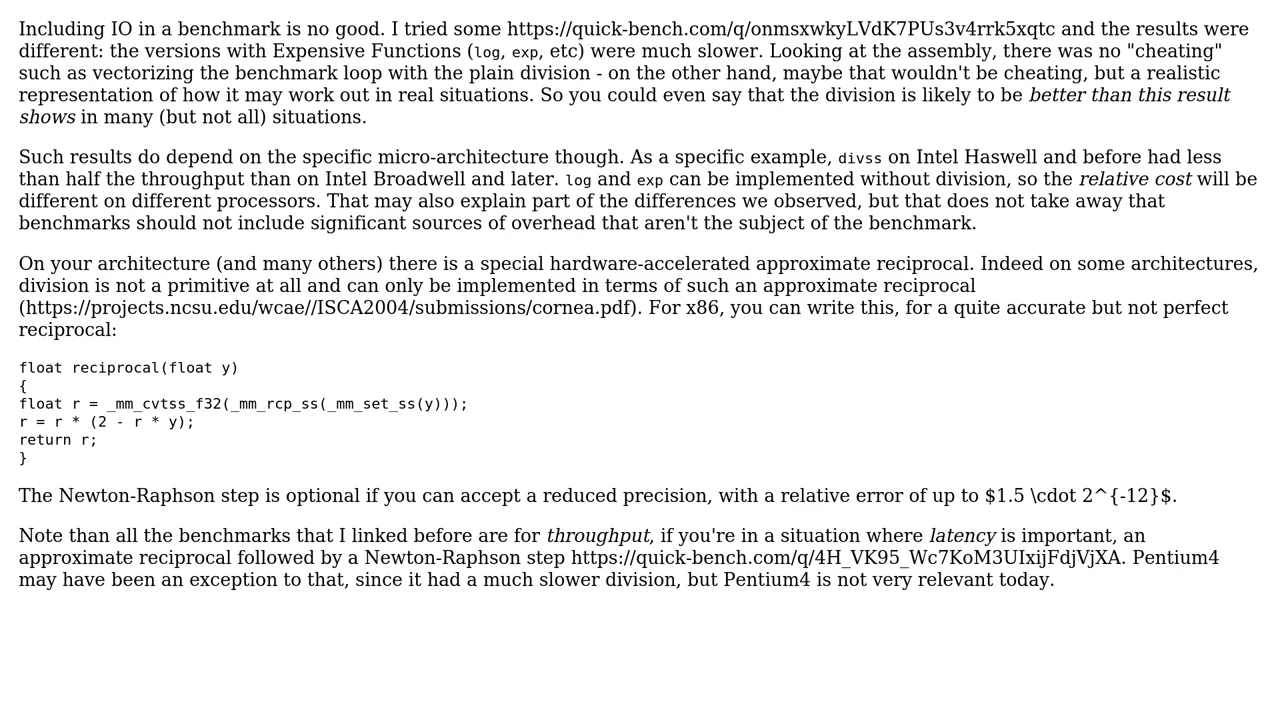 Including IO in a benchmark is no good. I tried some https://quick-bench.com/q/onmsxwkyLVdK7PUs3v4rrk5xqtc and the results were
different: the versions with Expensive Functions (log, exp, etc) were much slower. Looking at the assembly, there was no "cheating"
such as vectorizing the benchmark loop with the plain division - on the other hand, maybe that wouldn't be cheating, but a realistic
representation of how it may work out in real situations. So you could even say that the division is likely to be better than this result
shows in many (but not all) situations.
Such results do depend on the specific micro-architecture though. As a specific example, divss on Intel Haswell and before had less
than half the throughput than on Intel Broadwell and later. log and exp can be implemented without division, so the relative cost will be
different on different processors. That may also explain part of the differences we observed, but that does not take away that
benchmarks should not include significant sources of overhead that aren't the subject of the benchmark.
On your architecture (and many others) there is a special hardware-accelerated approximate reciprocal. Indeed on some architectures,
division is not a primitive at all and can only be implemented in terms of such an approximate reciprocal
(https://projects.ncsu.edu/wcae//ISCA2004/submissions/cornea.pdf). For x86, you can write this, for a quite accurate but not perfect
reciprocal:
float reciprocal(float y)
{
float r = _mm_cvtss_f32(_mm_rcp_ss(_mm_set_ss(y)));
r = r * (2 - r * y);
return r;
}
The Newton-Raphson step is optional if you can accept a reduced precision, with a relative error of up to $1.5 \cdot 2^{-12}$.
Note than all the benchmarks that I linked before are for throughput, if you're in a situation where latency is important, an
approximate reciprocal followed by a Newton-Raphson step https://quick-bench.com/q/4H_VK95_Wc7KoM3UIxijFdjVjXA. Pentium4
may have been an exception to that, since it had a much slower division, but Pentium4 is not very relevant today.